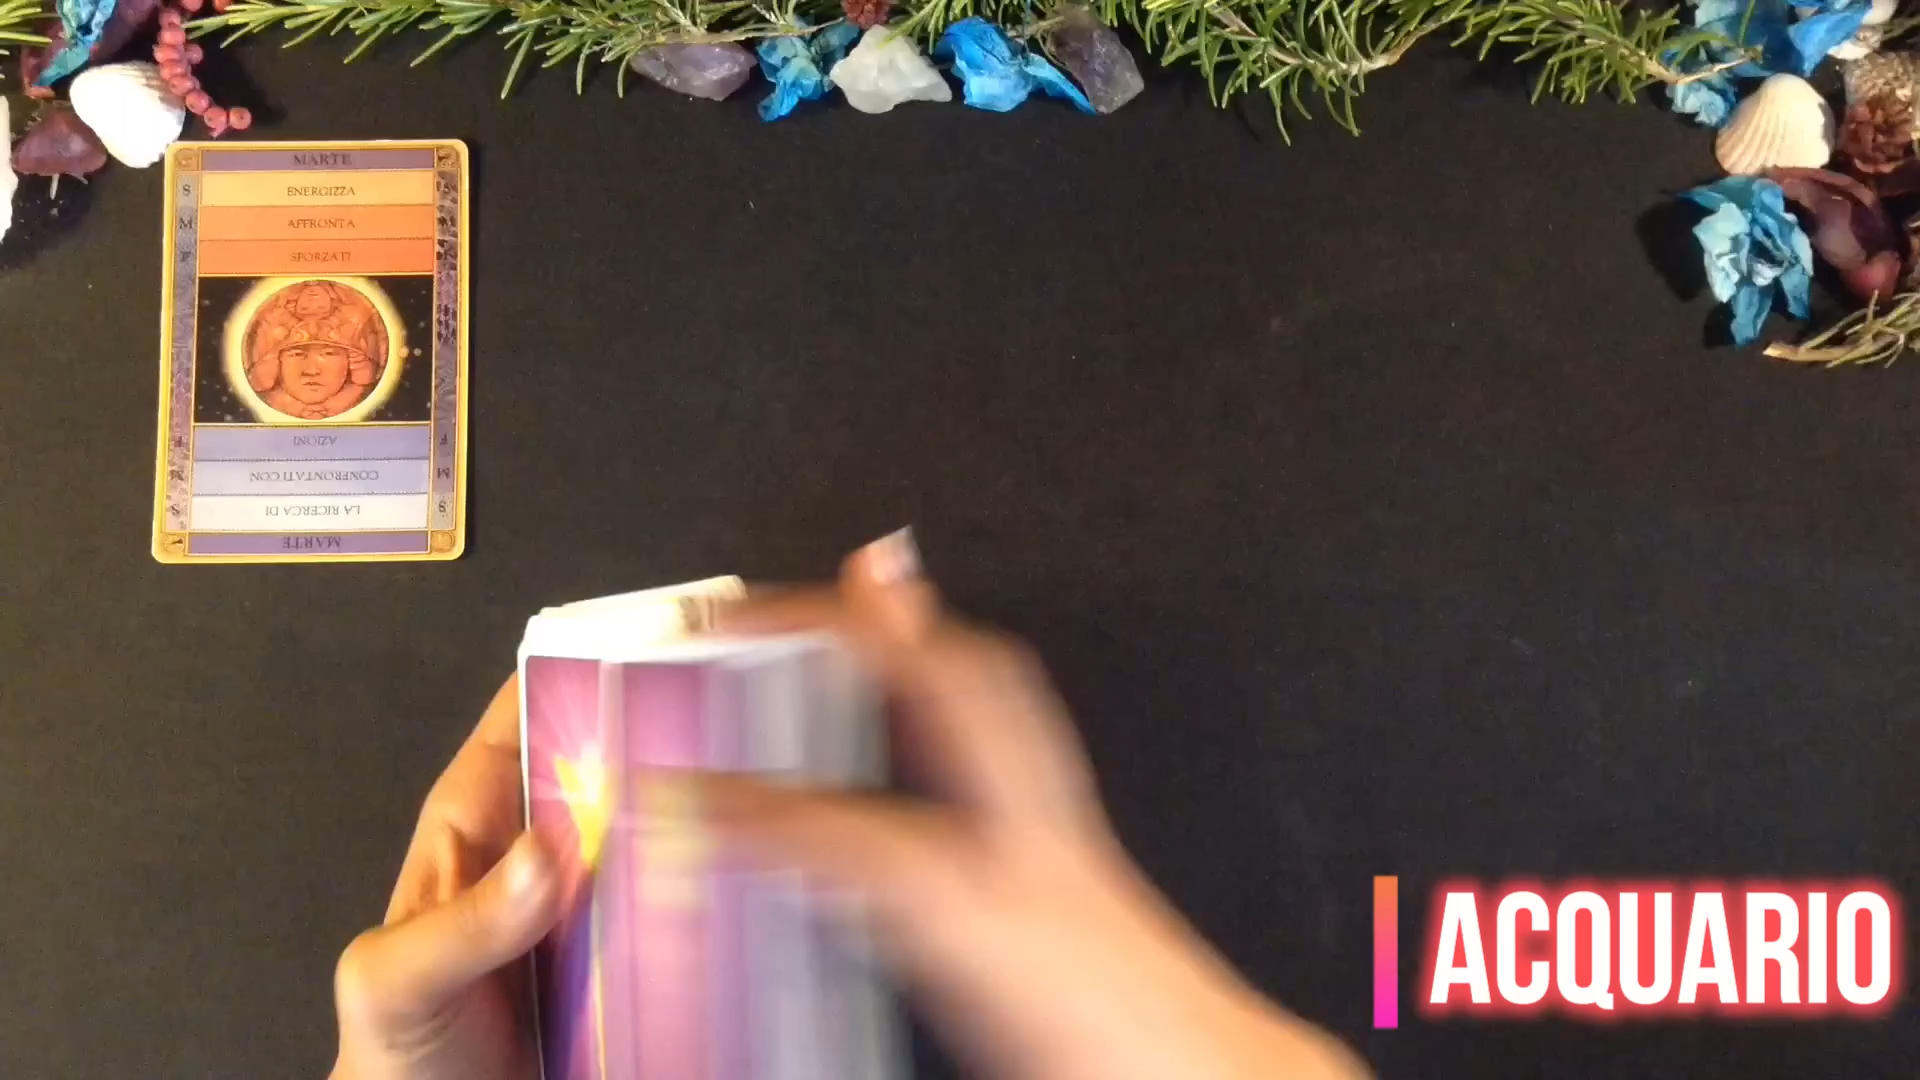 MARTE
S ENERGIZZA S
M AFFRONTA M
F SFORZATI F
F AZIONI F
M CONFRONTATI CON M
S LA RICERCA DI S
MARTE
ACQUARIO